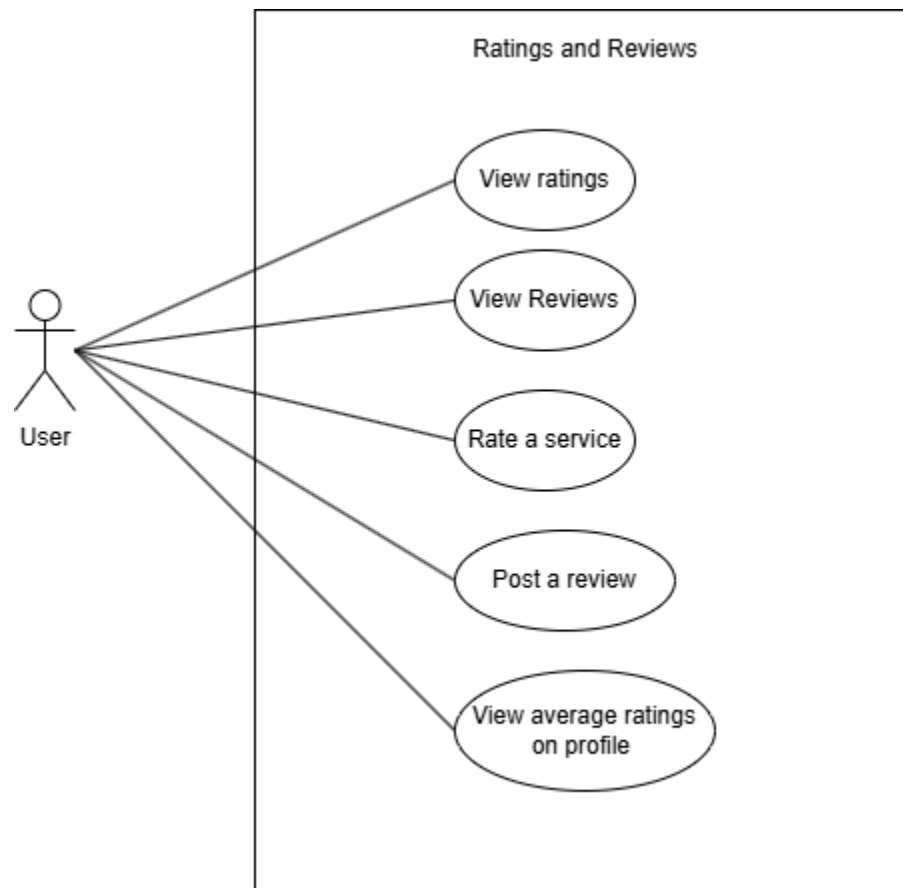 Ratings and Reviews
View ratings
View Reviews
Rate a service
User
Post a review
View average ratings
on profile